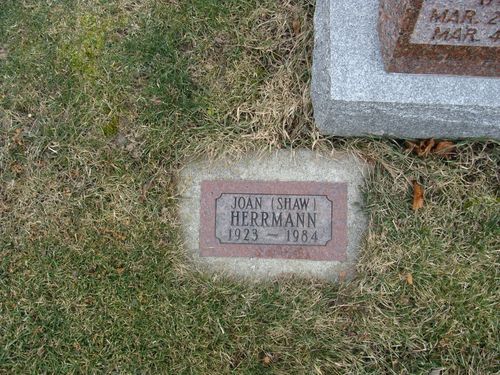 MAR.
MAR.
JOAN (SHAW)
HERRMANN
1923 — 1984